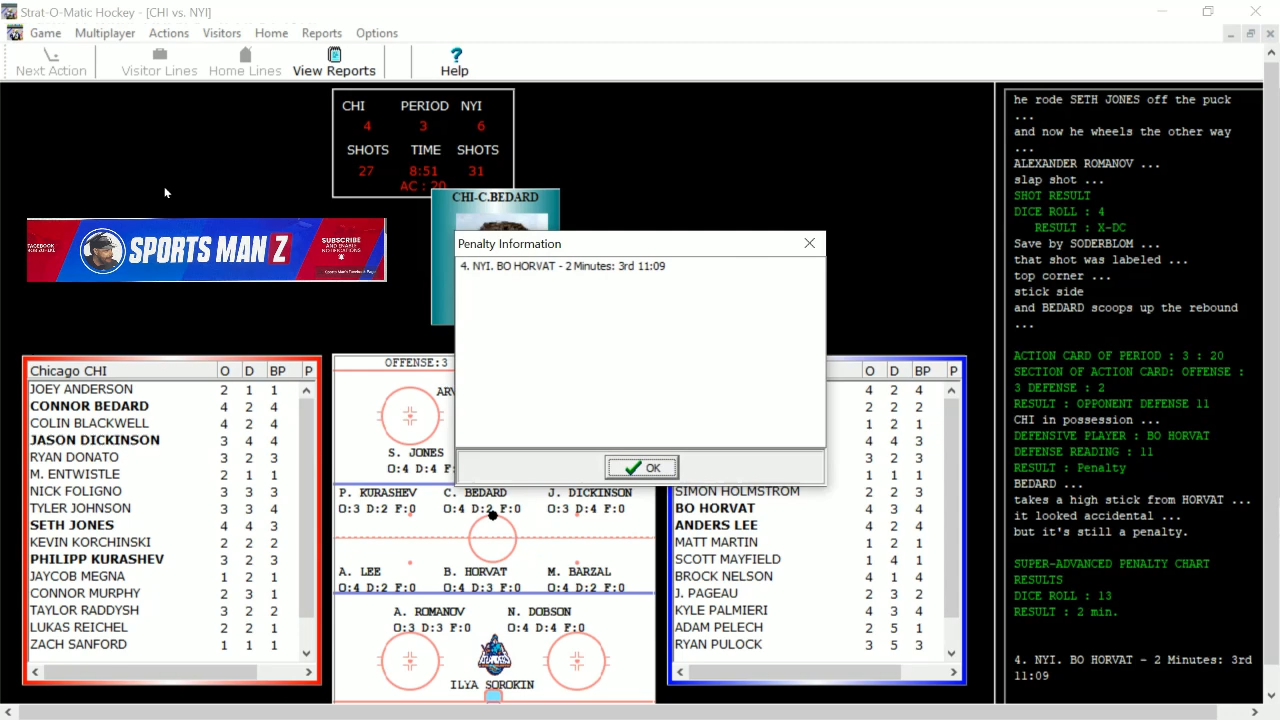 Strat-O-Matic Hockey - [CHI vs. NYI]
Game Multiplayer Actions Visitors Home Reports Options
Next Action Visitor Lines Home Lines View Reports Help
CHI PERIOD NYI
4 3 6
SHOTS TIME SHOTS
27 8:51 31
AC : 20
CHI-C.BEDARD
SPORTS MAN Z
SUBSCRIBE
AND ENABLE
NOTIFICATIONS
Sports Man's Facebook Page
Penalty Information
4. NYI. BO HORVAT - 2 Minutes: 3rd 11:09
OK
Chicago CHI O D BP P
JOEY ANDERSON 2 1 1
CONNOR BEDARD 4 2 4
COLIN BLACKWELL 4 2 4
JASON DICKINSON 3 4 4
RYAN DONATO 3 2 3
M. ENTWISTLE 2 1 1
NICK FOLIGNO 3 3 3
TYLER JOHNSON 3 3 4
SETH JONES 4 4 3
KEVIN KORCHINSKI 2 2 2
PHILIPP KURASHEV 3 2 3
JAYCOB MEGNA 1 2 1
CONNOR MURPHY 2 3 1
TAYLOR RADDYSH 3 2 2
LUKAS REICHEL 2 2 1
ZACH SANFORD 1 1 1
OFFENSE:3
ARV
S. JONES
O:4 D:4 F:
P. KURASHEV C. BEDARD J. DICKINSON
O:3 D:2 F:0 O:4 D:2 F:0 O:3 D:4 F:0
A. LEE B. HORVAT M. BARZAL
O:4 D:2 F:0 O:4 D:3 F:0 O:4 D:2 F:0
A. ROMANOV N. DOBSON
O:3 D:3 F:0 O:4 D:4 F:0
ILYA SOROKIN
O D BP P
4 2 4
2 2 2
1 2 1
4 4 3
3 2 3
1 1 1
SIMON HOLMSTROM 2 2 3
BO HORVAT 4 3 4
ANDERS LEE 4 2 4
MATT MARTIN 1 2 1
SCOTT MAYFIELD 1 4 1
BROCK NELSON 4 1 4
J. PAGEAU 2 3 2
KYLE PALMIERI 4 3 4
ADAM PELECH 2 5 1
RYAN PULOCK 3 5 3
he rode SETH JONES off the puck
...
and now he wheels the other way
...
ALEXANDER ROMANOV ...
slap shot ...
SHOT RESULT
DICE ROLL : 4
RESULT : X-DC
Save by SODERBLOM ...
that shot was labeled ...
top corner ...
stick side
and BEDARD scoops up the rebound
...
ACTION CARD OF PERIOD : 3 : 20
SECTION OF ACTION CARD: OFFENSE :
3 DEFENSE : 2
RESULT : OPPONENT DEFENSE 11
CHI in possession ...
DEFENSIVE PLAYER : BO HORVAT
DEFENSE READING : 11
RESULT : Penalty
BEDARD ...
takes a high stick from HORVAT ...
it looked accidental ...
but it's still a penalty.
SUPER-ADVANCED PENALTY CHART
RESULTS
DICE ROLL : 13
RESULT : 2 min.
4. NYI. BO HORVAT - 2 Minutes: 3rd
11:09